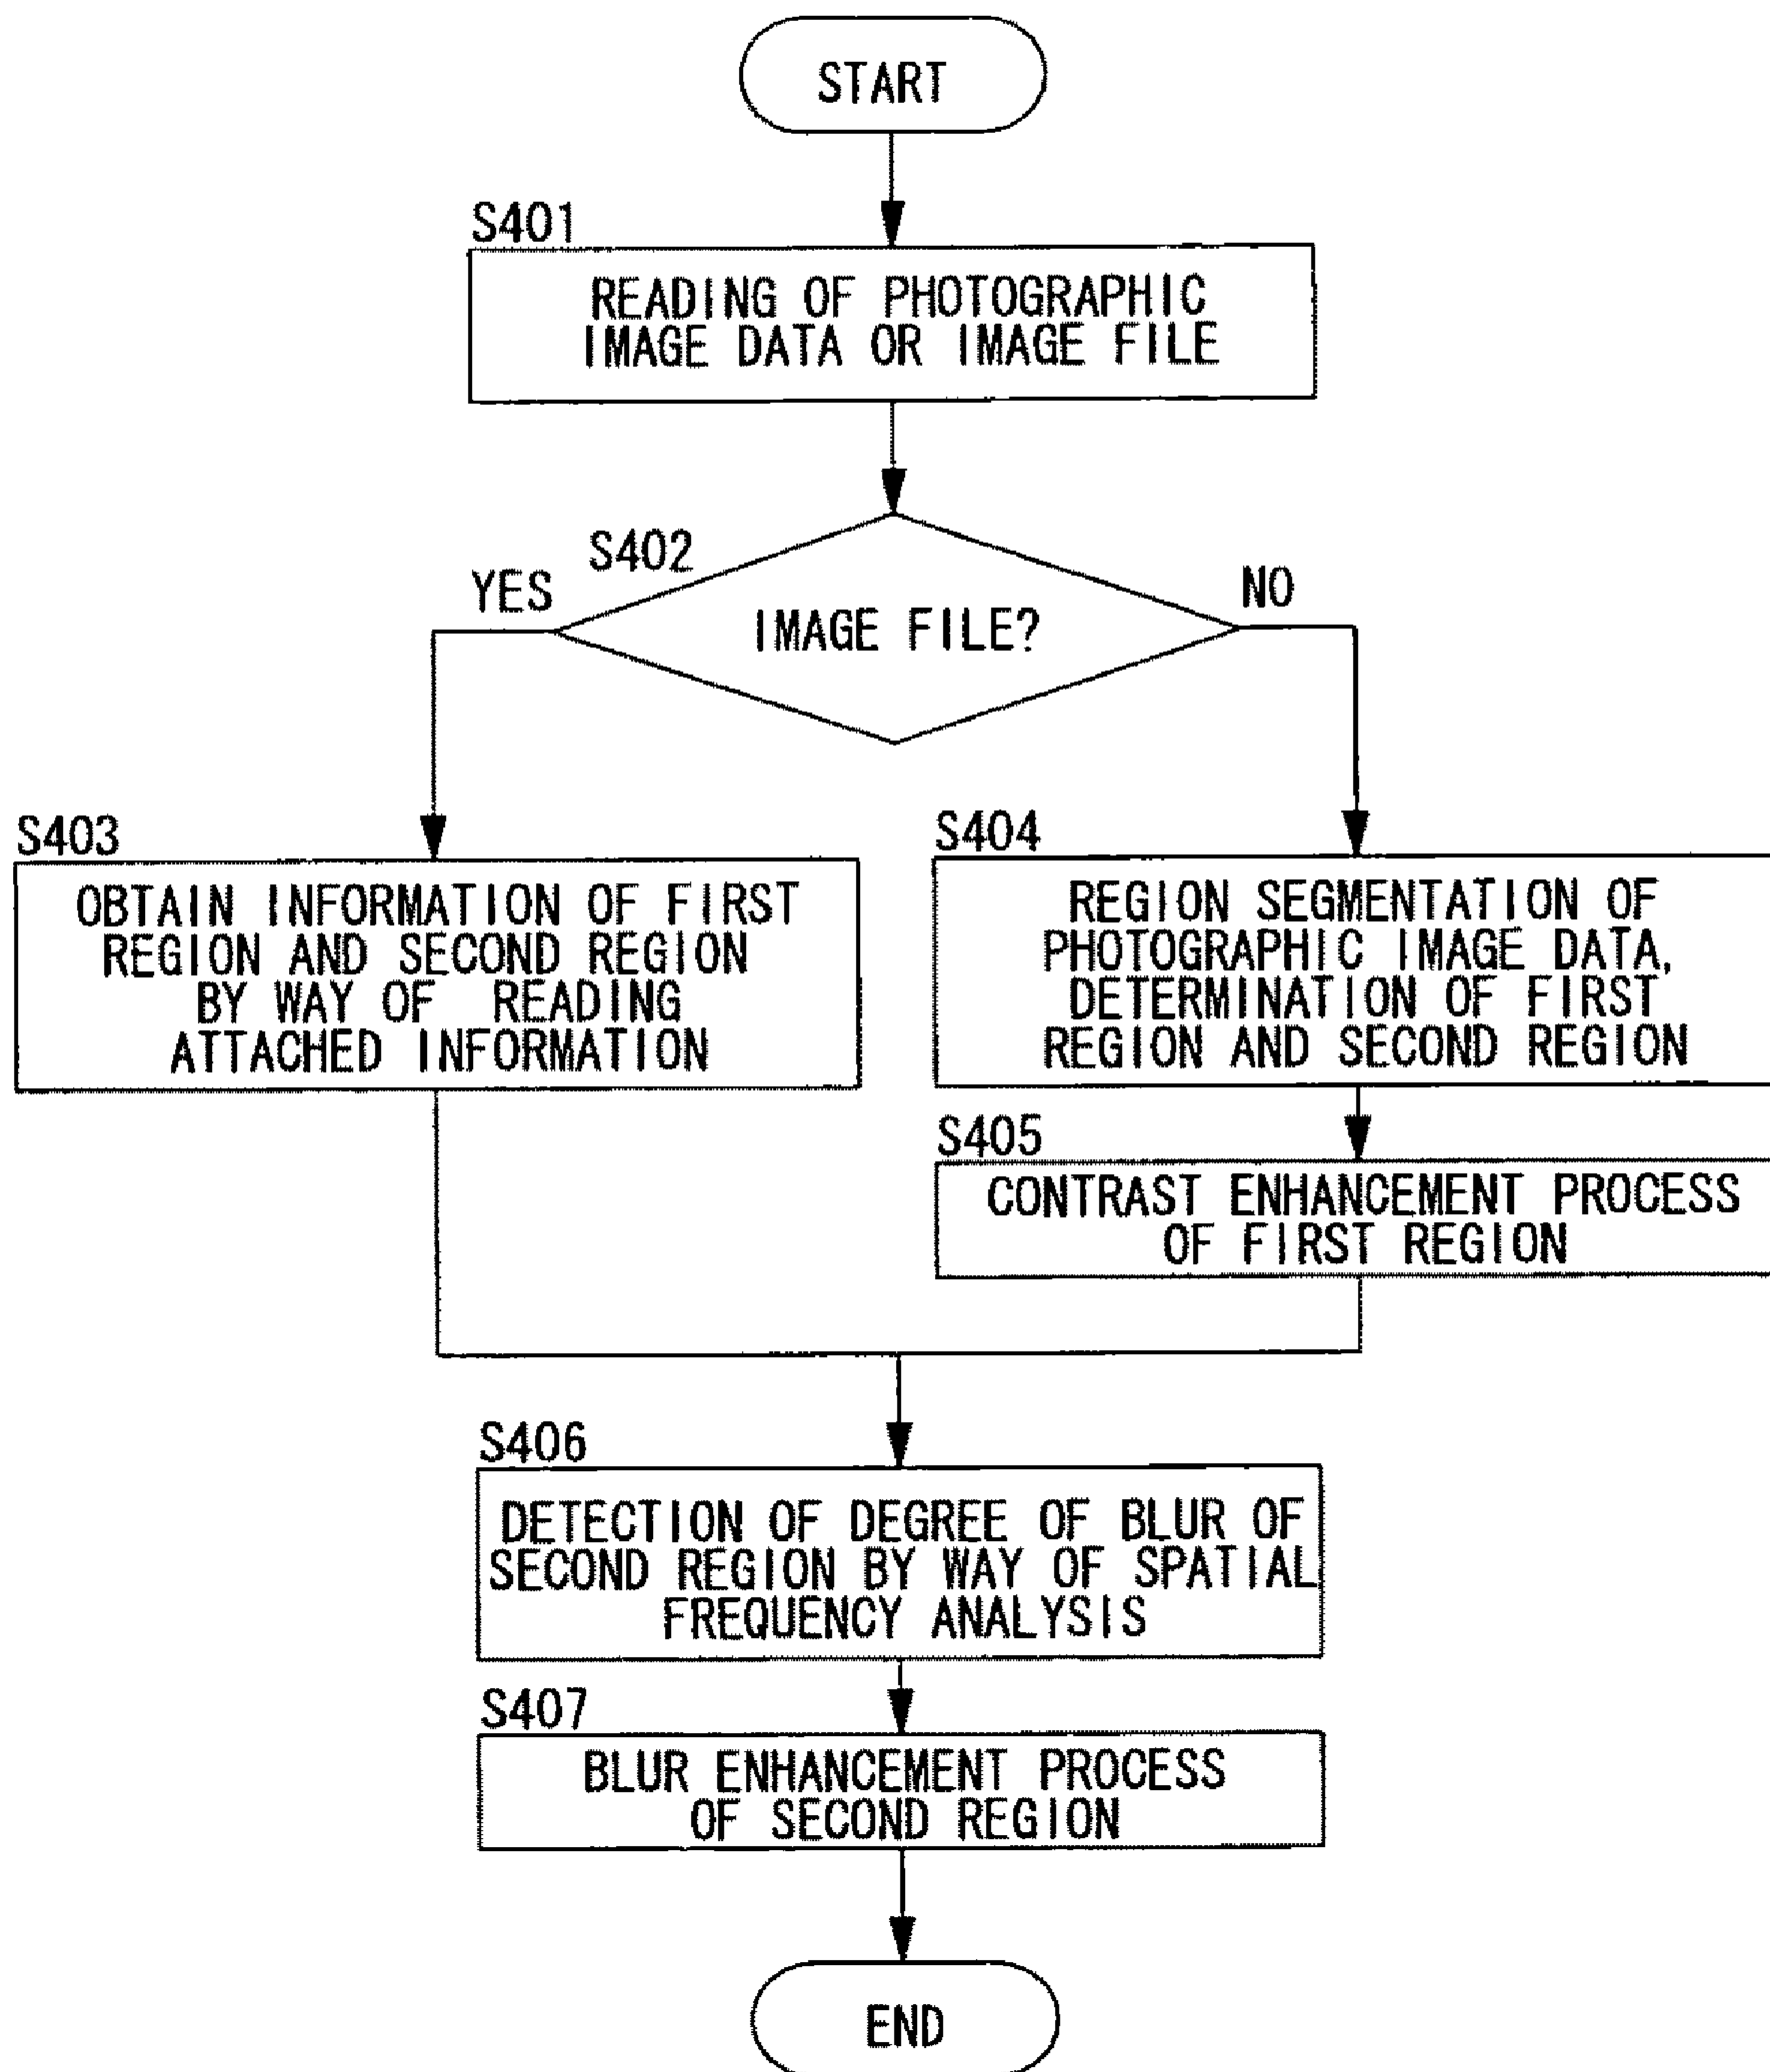 START
S401
READING OF PHOTOGRAPHIC
IMAGE DATA OR IMAGE FILE
S402
YES
NO
IMAGE FILE?
S403
OBTAIN INFORMATION OF FIRST
REGION AND SECOND REGION
BY WAY OF READING
ATTACHED INFORMATION
S404
REGION SEGMENTATION OF
PHOTOGRAPHIC IMAGE DATA,
DETERMINATION OF FIRST
REGION AND SECOND REGION
S405
CONTRAST ENHANCEMENT PROCESS
OF FIRST REGION
S406
DETECTION OF DEGREE OF BLUR OF
SECOND REGION BY WAY OF SPATIAL
FREQUENCY ANALYSIS
S407
BLUR ENHANCEMENT PROCESS
OF SECOND REGION
END